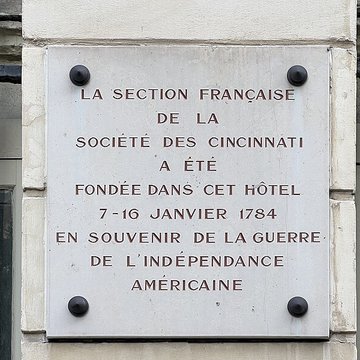 LA SECTION FRANÇAISE
DE LA
SOCIÉTÉ DES CINCINNATI
A ÉTÉ
FONDÉE DANS CET HÔTEL
7-16 JANVIER 1784
EN SOUVENIR DE LA GUERRE
DE L'INDÉPENDANCE
AMÉRICAINE